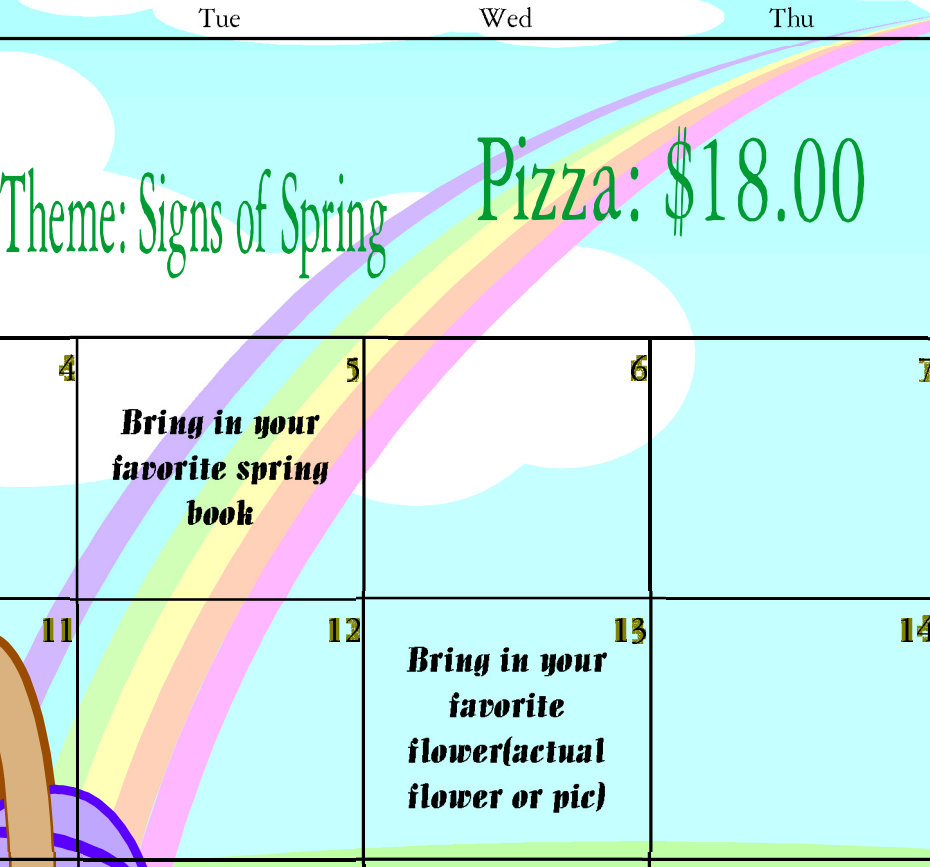 Tue Wed Thu
Pizza: $18.00
Theme: Signs of Spring
4 5 6 7
Bring in your
favorite spring
book
11 12 13 14
Bring in your
favorite
flower(actual
flower or pic)